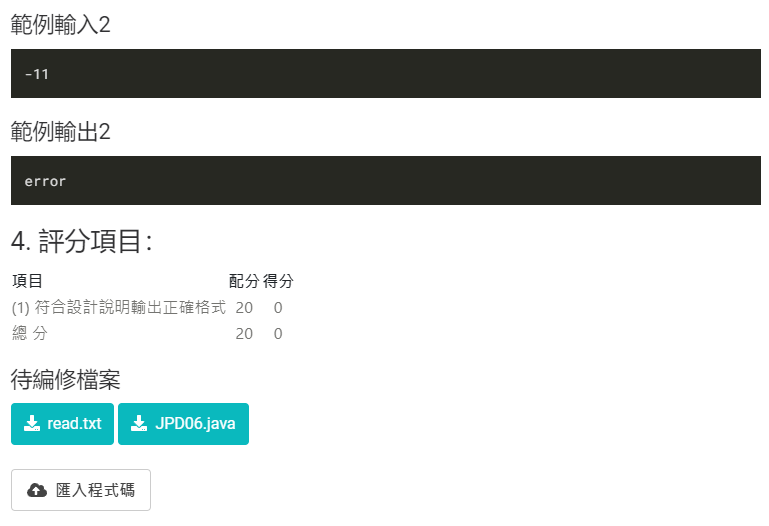 範例輸入2
-11
範例輸出2
error
4. 評分項目：
項目 配分 得分
(1) 符合設計說明輸出正確格式 20 0
總 分 20 0
待編修檔案
read.txt JPD06.java
匯入程式碼